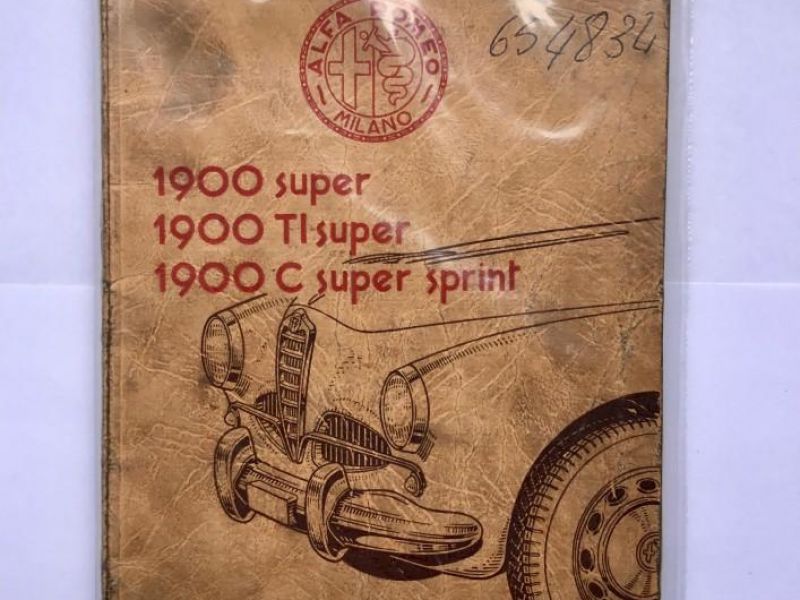 ALFA ROMEO
MILANO
654834
1900 super
1900 TI·super
1900 C super sprint